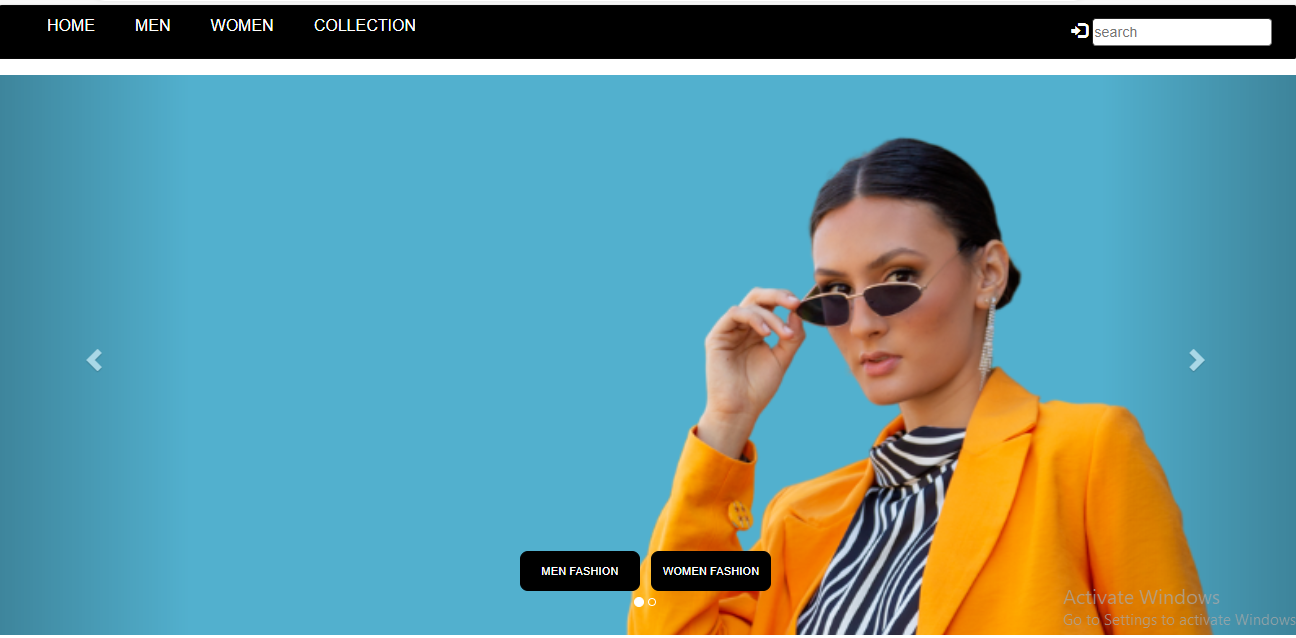 HOME MEN WOMEN COLLECTION search
MEN FASHION WOMEN FASHION
Activate Windows
Go to Settings to activate Windows